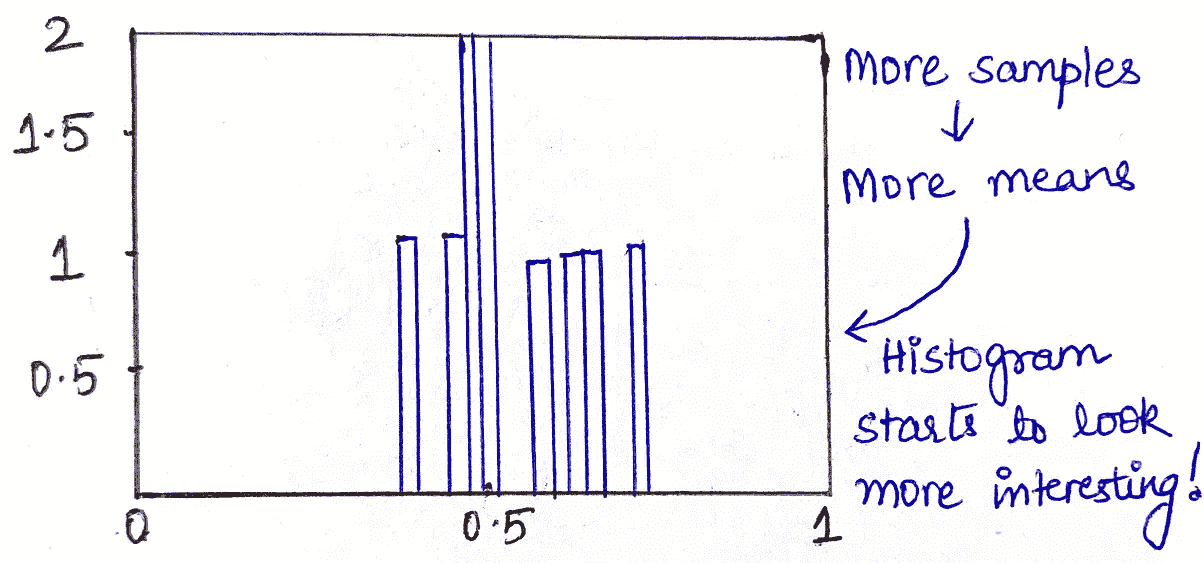 2
1.5
1
0.5
0
0.5
1
More samples
↓
More means
Histogram
starts to look
more interesting!